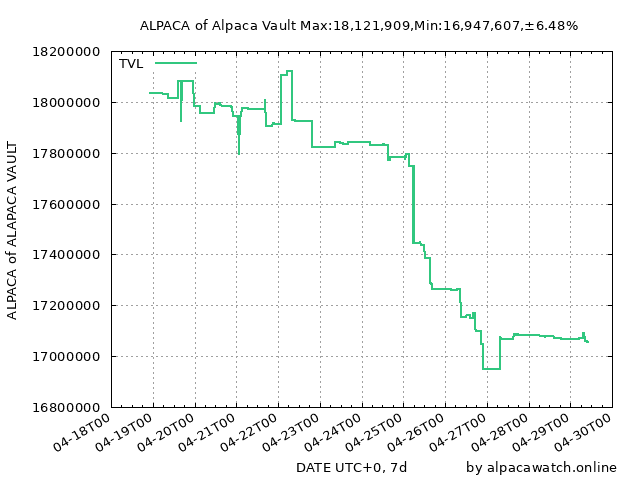 ALPACA of Alpaca Vault Max:18,121,909,Min:16,947,607,±6.48%
TVL
18200000
18000000
17800000
17600000
17400000
17200000
17000000
16800000
ALPACA of ALAPACA VAULT
04-18T00
04-19T00
04-20T00
04-21T00
04-22T00
04-23T00
04-24T00
04-25T00
04-26T00
04-27T00
04-28T00
04-29T00
04-30T00
DATE UTC+0, 7d
by alpacawatch.online